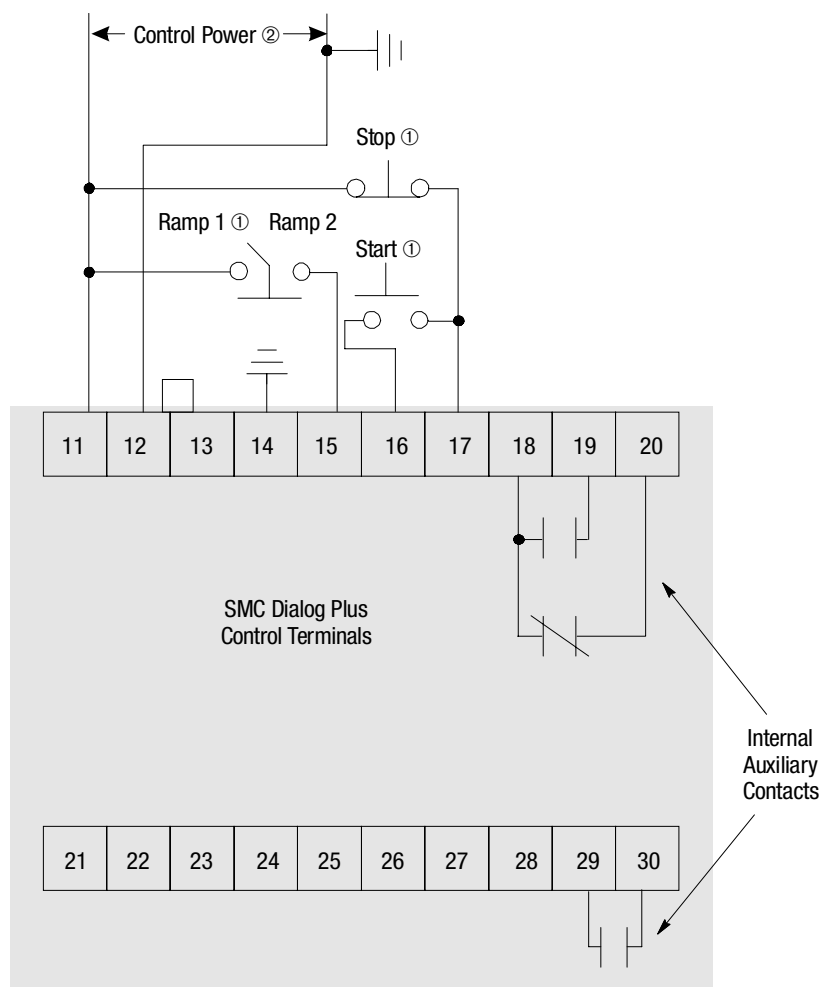 Control Power ②
Stop ①
Ramp 1 ① Ramp 2
Start ①
11 12 13 14 15 16 17 18 19 20
SMC Dialog Plus
Control Terminals
Internal
Auxiliary
Contacts
21 22 23 24 25 26 27 28 29 30